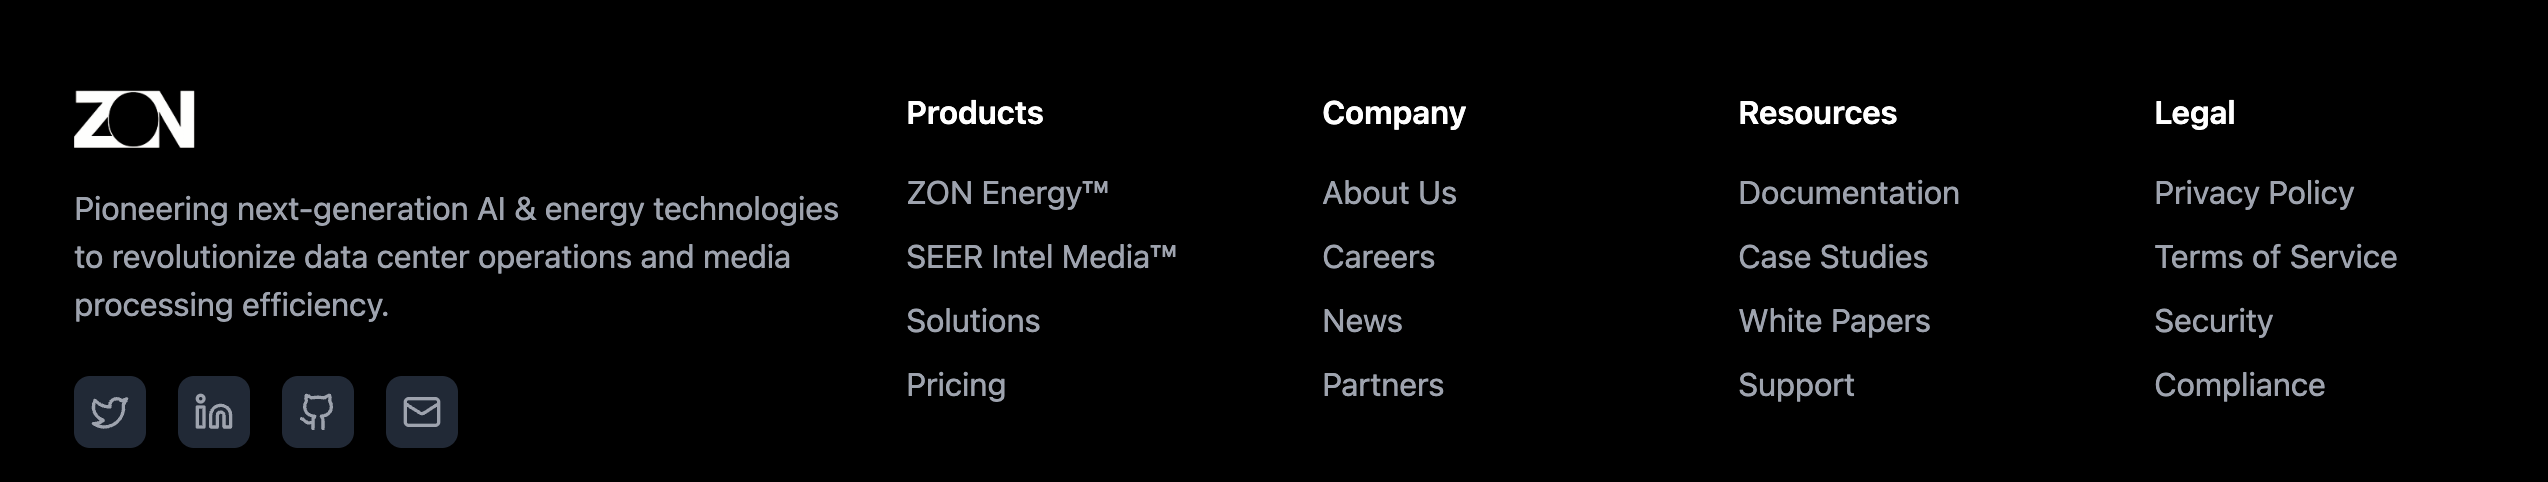 ZON
Pioneering next-generation AI & energy technologies
to revolutionize data center operations and media
processing efficiency.
Products
ZON Energy™
SEER Intel Media™
Solutions
Pricing
Company
About Us
Careers
News
Partners
Resources
Documentation
Case Studies
White Papers
Support
Legal
Privacy Policy
Terms of Service
Security
Compliance